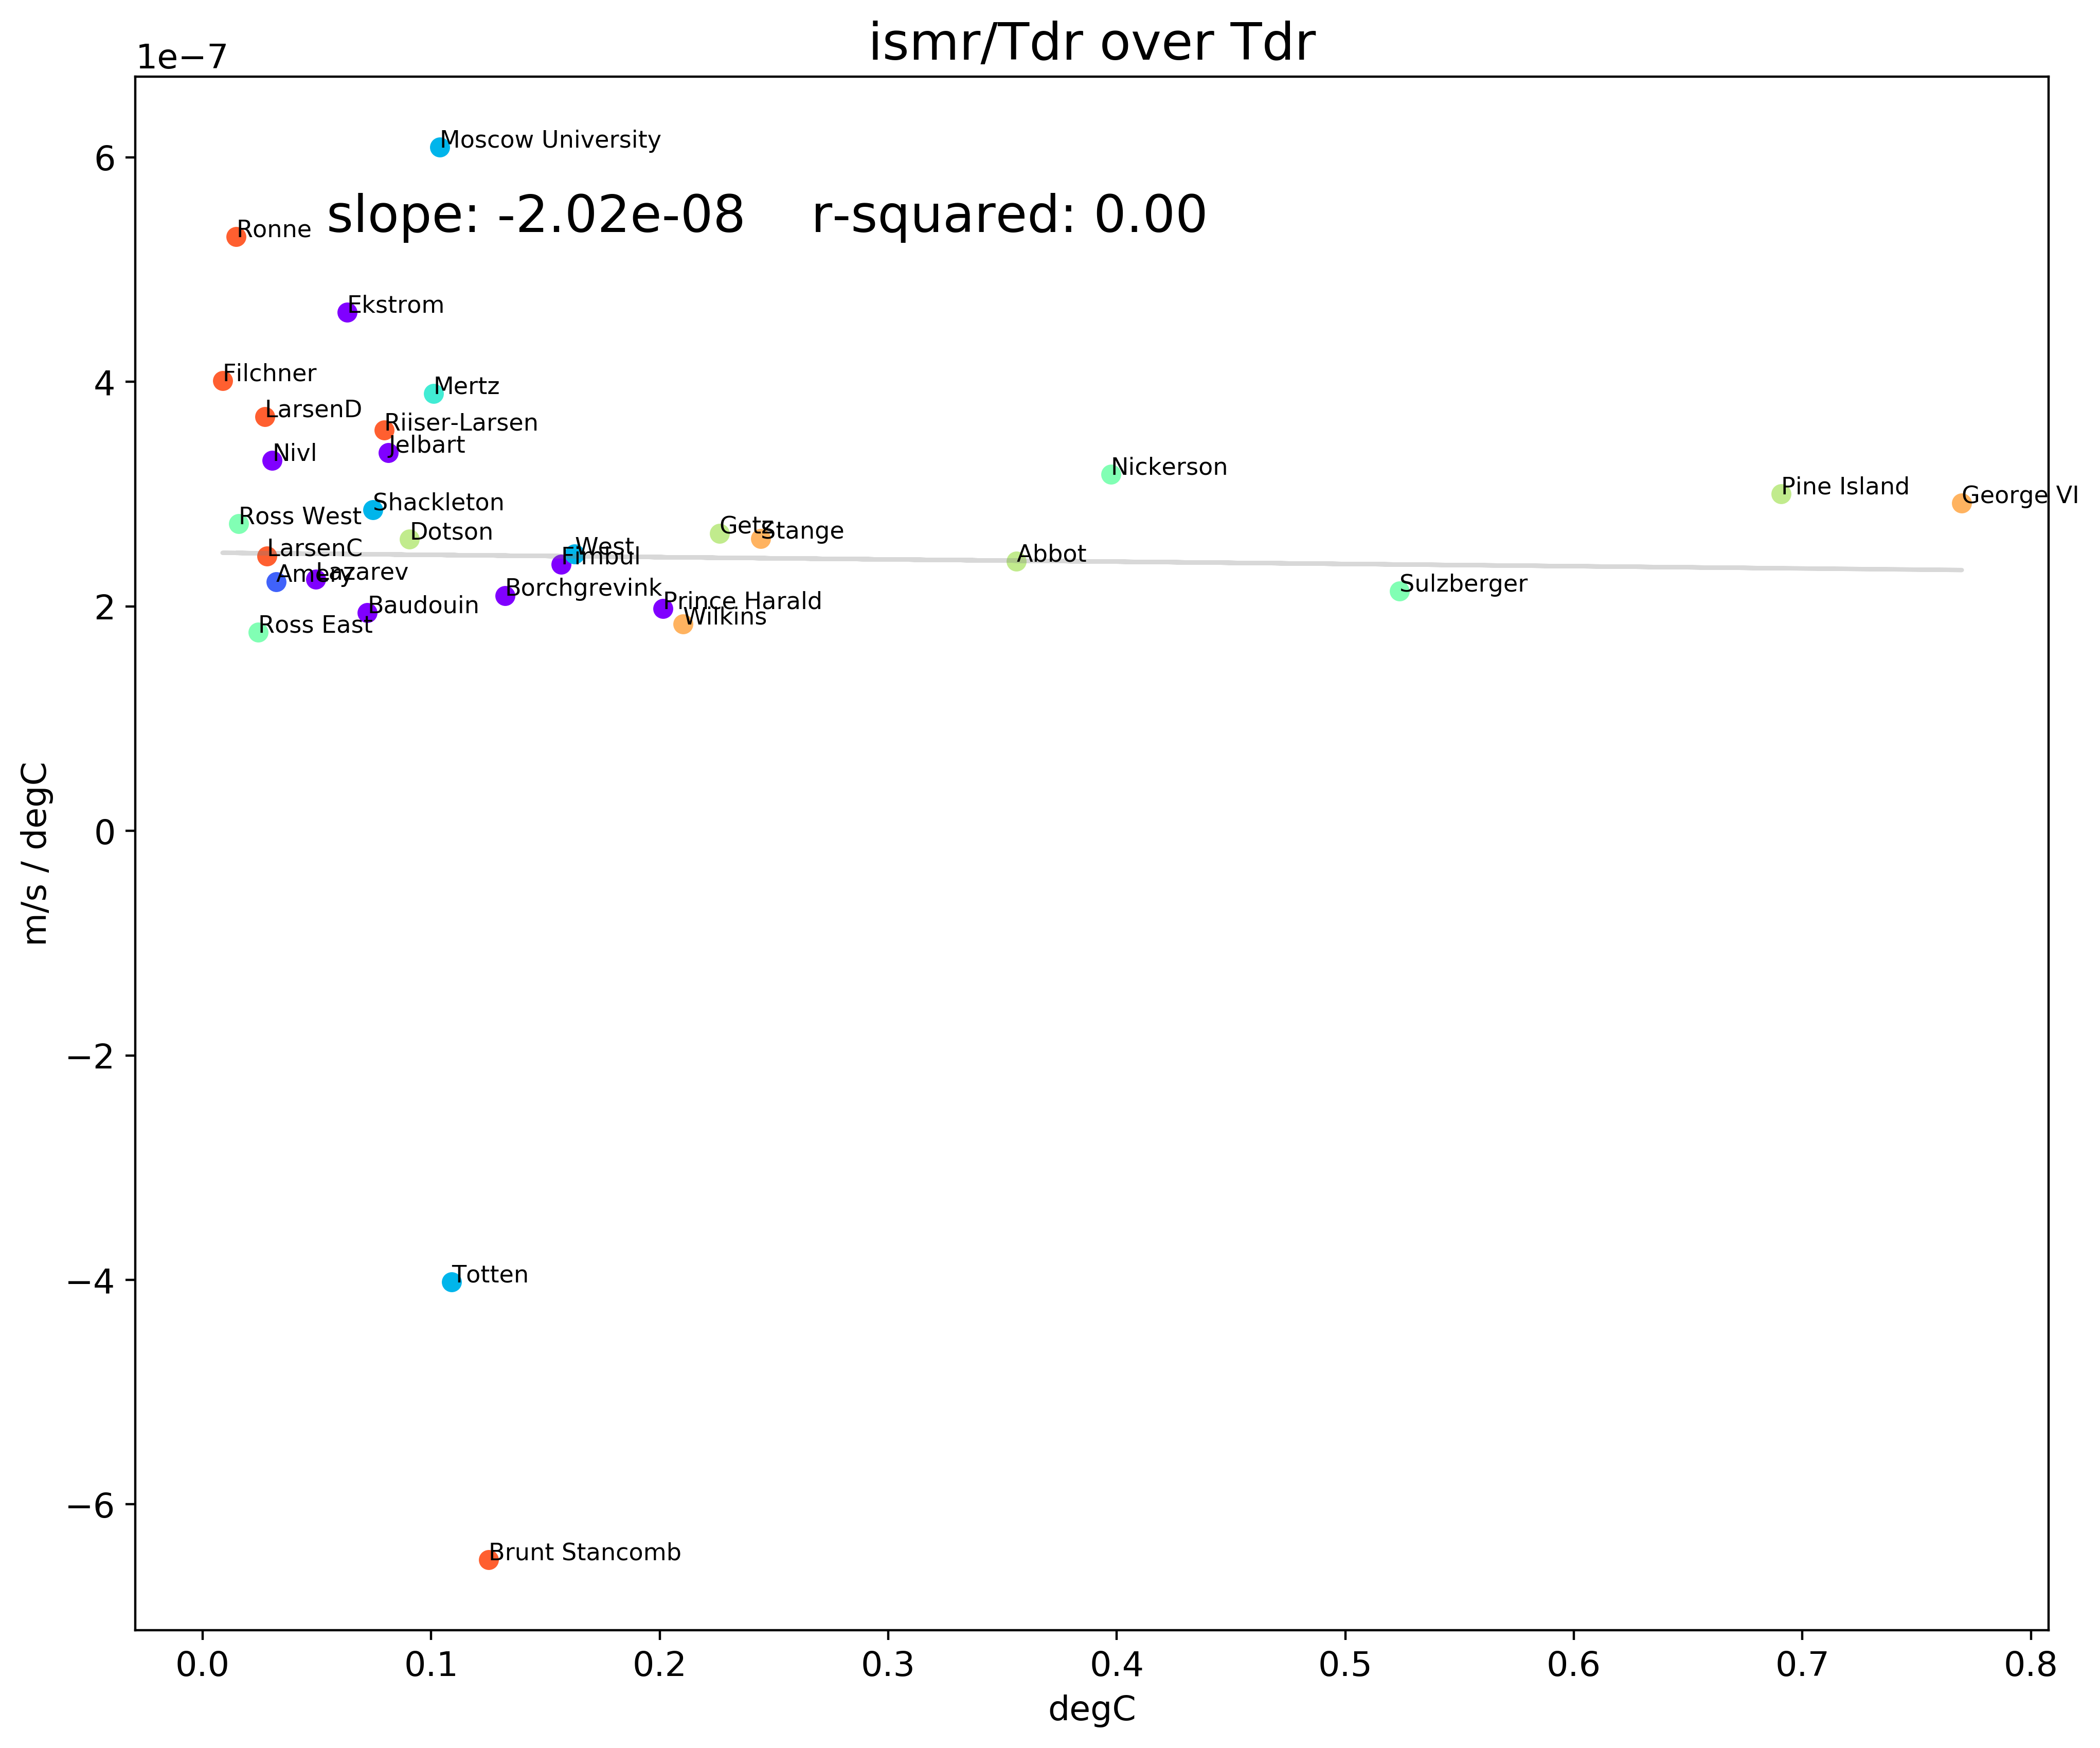 ismr/Tdr over Tdr
1e−7
Moscow University
6
slope: -2.02e-08 r-squared: 0.00
Ronne
Ekstrom
Filchner
4
Mertz
LarsenD
Riiser-Larsen
Jelbart
Nivl
Nickerson
Pine Island
George VI
Shackleton
Ross West
Dotson
Getz
Stange
West
LarsenC
Fimbul
Abbot
Amery
Lazarev
Borchgrevink
Sulzberger
2
Baudouin
Prince Harald
Wilkins
Ross East
0
m/s / degC
−2
−4
Totten
−6
Brunt Stancomb
0.0 0.1 0.2 0.3 0.4 0.5 0.6 0.7 0.8
degC